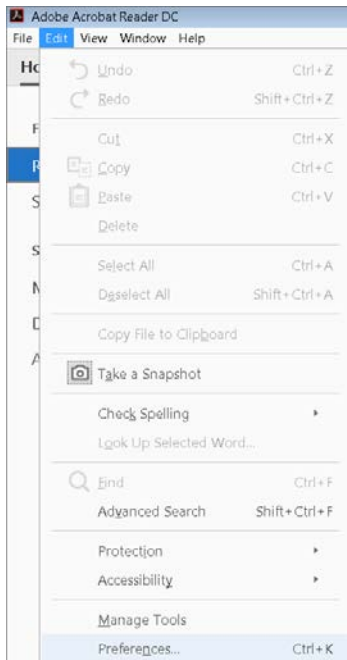 Adobe Acrobat Reader DC
File Edit View Window Help
Ho
Undo Ctrl+Z
Redo Shift+Ctrl+Z
F
Cut Ctrl+X
R
Copy Ctrl+C
S
Paste Ctrl+V
Delete
S
Select All Ctrl+A
M
Deselect All Shift+Ctrl+A
D
Copy File to Clipboard
A
Take a Snapshot
Check Spelling
Look Up Selected Word...
Find Ctrl+F
Advanced Search Shift+Ctrl+F
Protection
Accessibility
Manage Tools
Preferences... Ctrl+K